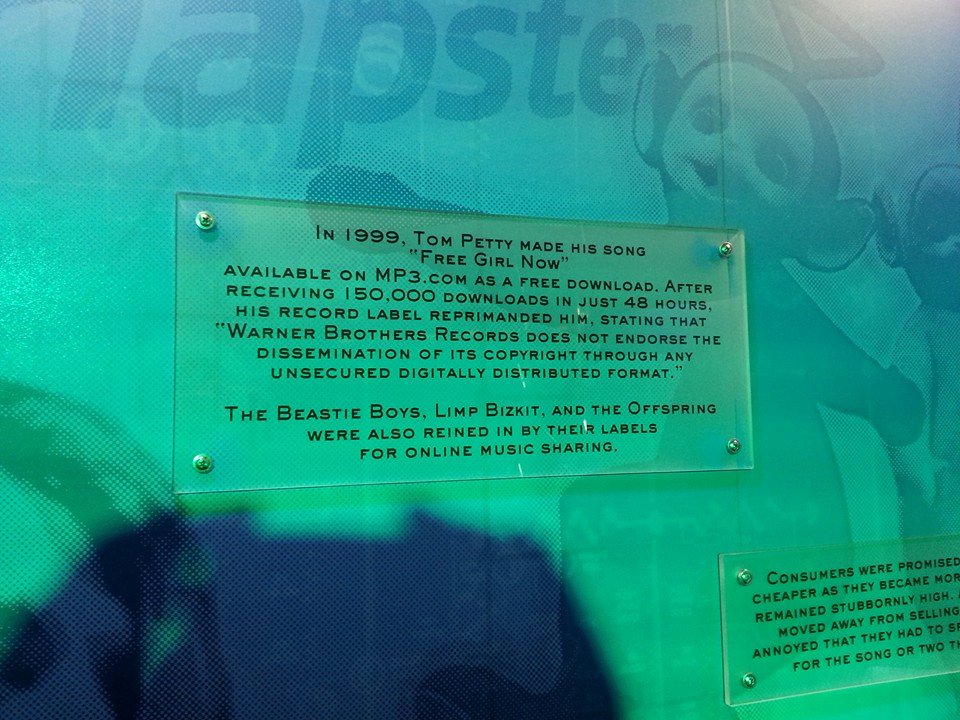 Napster
IN 1999, TOM PETTY MADE HIS SONG
"FREE GIRL NOW"
AVAILABLE ON MP3.COM AS A FREE DOWNLOAD. AFTER
RECEIVING 150,000 DOWNLOADS IN JUST 48 HOURS,
HIS RECORD LABEL REPRIMANDED HIM, STATING THAT
"WARNER BROTHERS RECORDS DOES NOT ENDORSE THE
DISSEMINATION OF ITS COPYRIGHT THROUGH ANY
UNSECURED DIGITALLY DISTRIBUTED FORMAT."
THE BEASTIE BOYS, LIMP BIZKIT, AND THE OFFSPRING
WERE ALSO REINED IN BY THEIR LABELS
FOR ONLINE MUSIC SHARING.
CONSUMERS WERE PROMISED
CHEAPER AS THEY BECAME MOR
REMAINED STUBBORNLY HIGH.
MOVED AWAY FROM SELLING
ANNOYED THAT THEY HAD TO SP
FOR THE SONG OR TWO TH